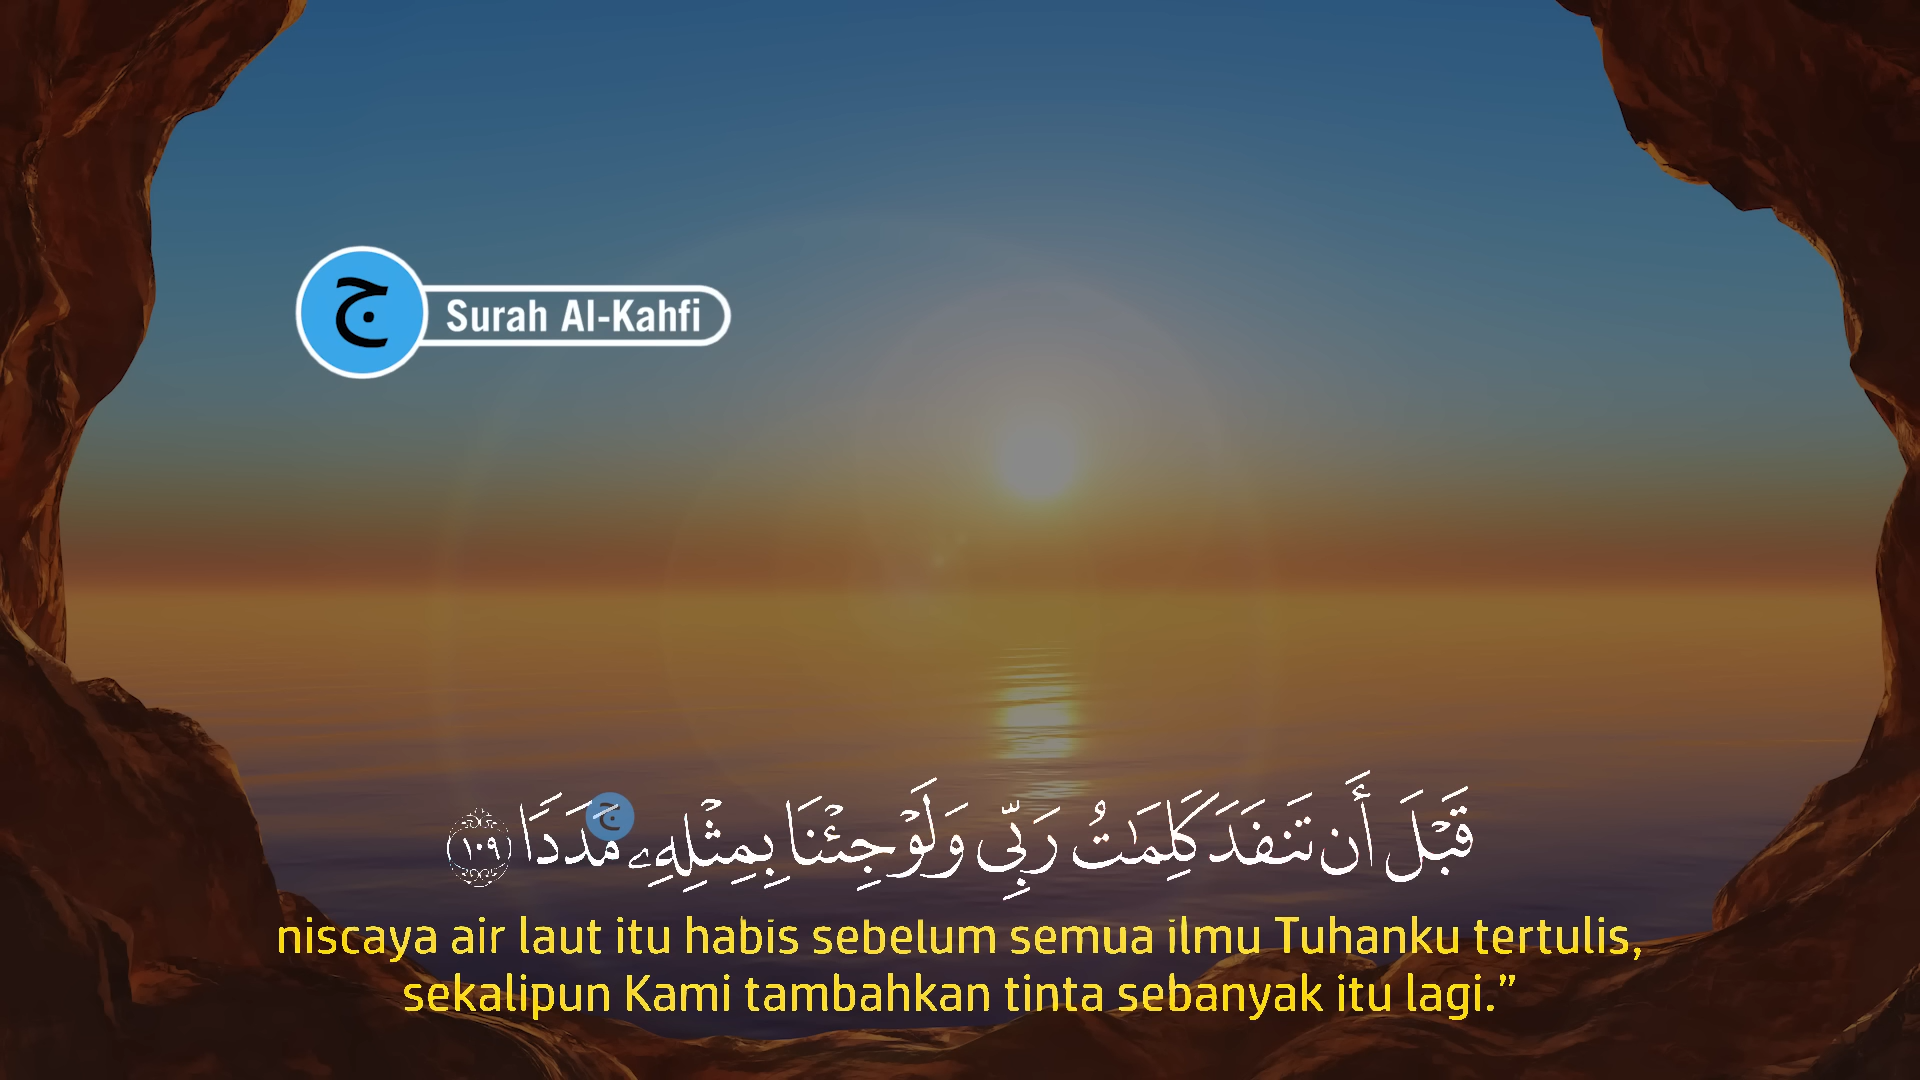 ج
Surah Al-Kahfi
قَبْلَ أَن تَنفَدَ كَلِمَـٰتُ رَبِّى وَلَوْ جِئْنَا بِمِثْلِهِۦ مَدَدًا ١٠٩
ج
niscaya air laut itu habis sebelum semua ilmu Tuhanku tertulis,
sekalipun Kami tambahkan tinta sebanyak itu lagi.”